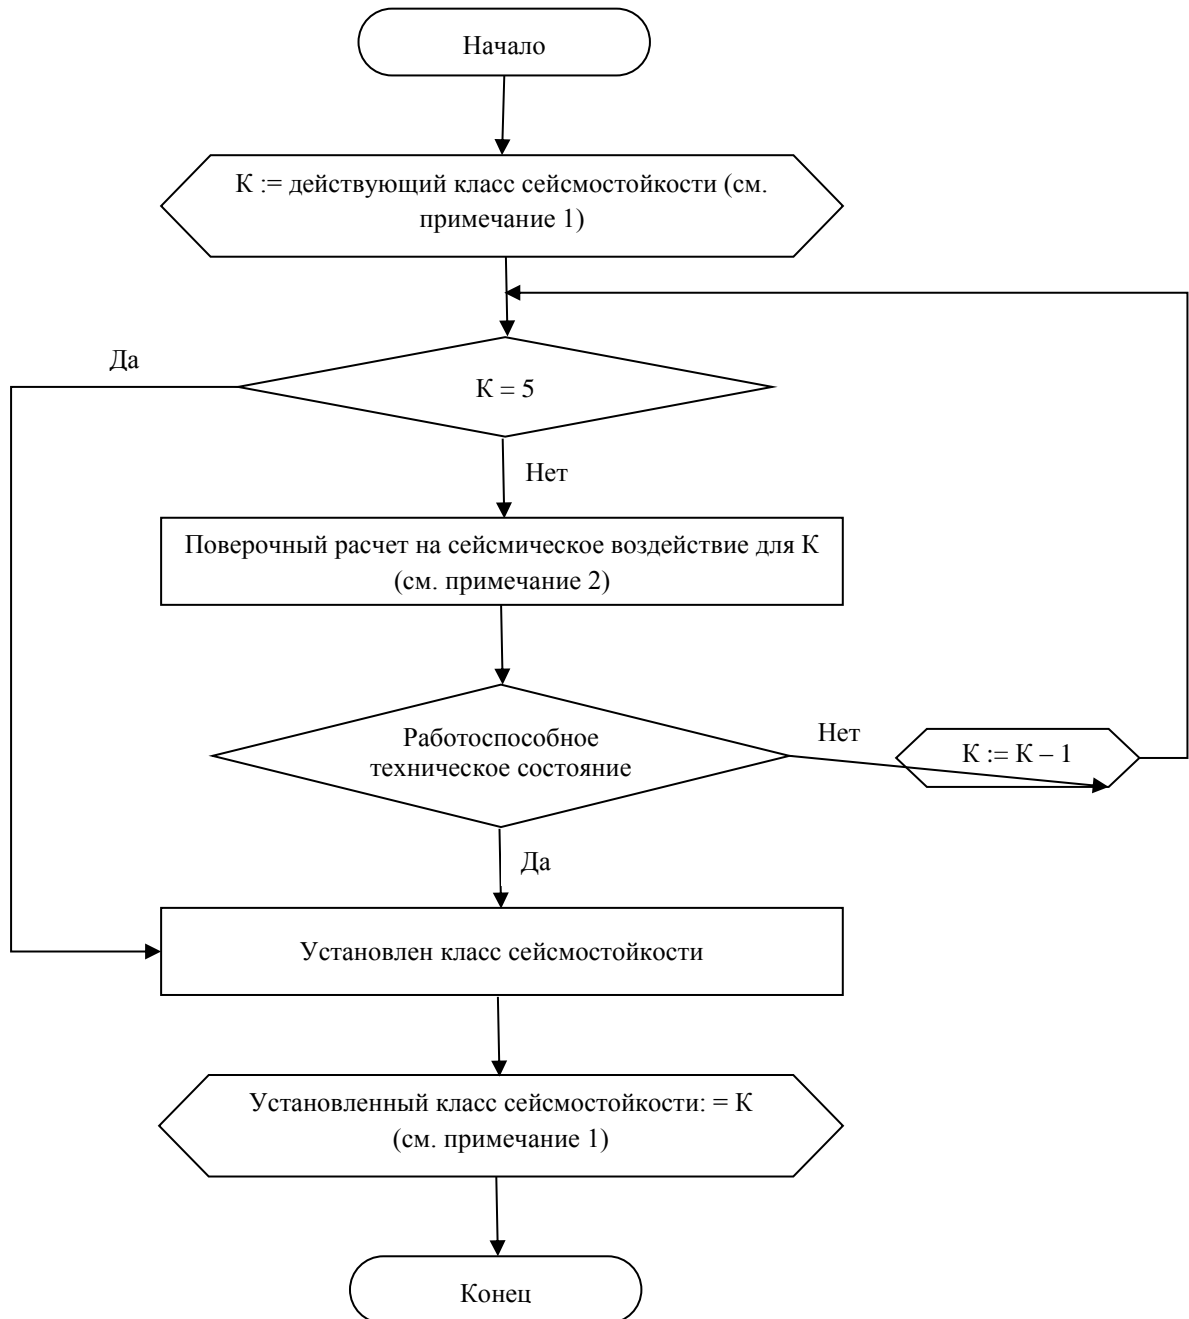 Начало
К := действующий класс сейсмостойкости (см.
примечание 1)
Да
К = 5
Нет
Поверочный расчет на сейсмическое воздействие для К
(см. примечание 2)
Работоспособное
техническое состояние
Нет
К := К – 1
Да
Установлен класс сейсмостойкости
Установленный класс сейсмостойкости: = К
(см. примечание 1)
Конец